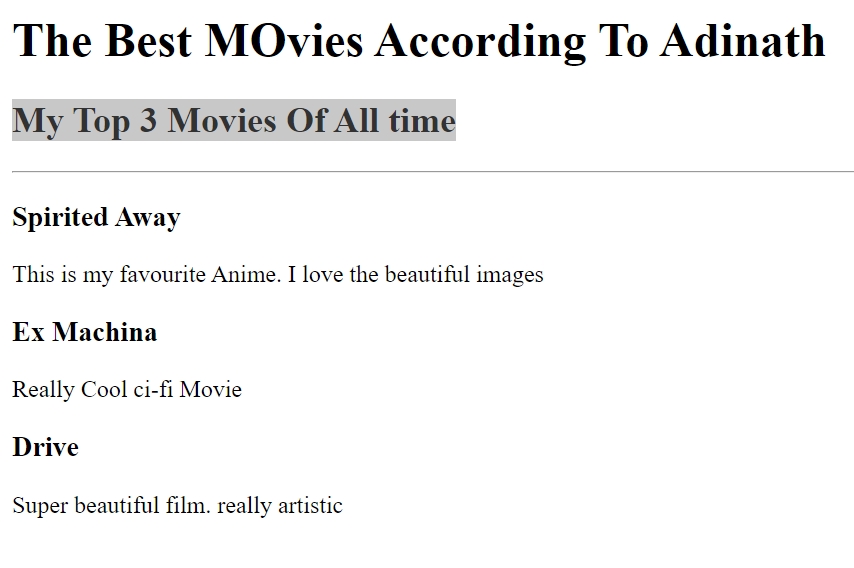 The Best MOvies According To Adinath
My Top 3 Movies Of All time
Spirited Away
This is my favourite Anime. I love the beautiful images
Ex Machina
Really Cool ci-fi Movie
Drive
Super beautiful film. really artistic